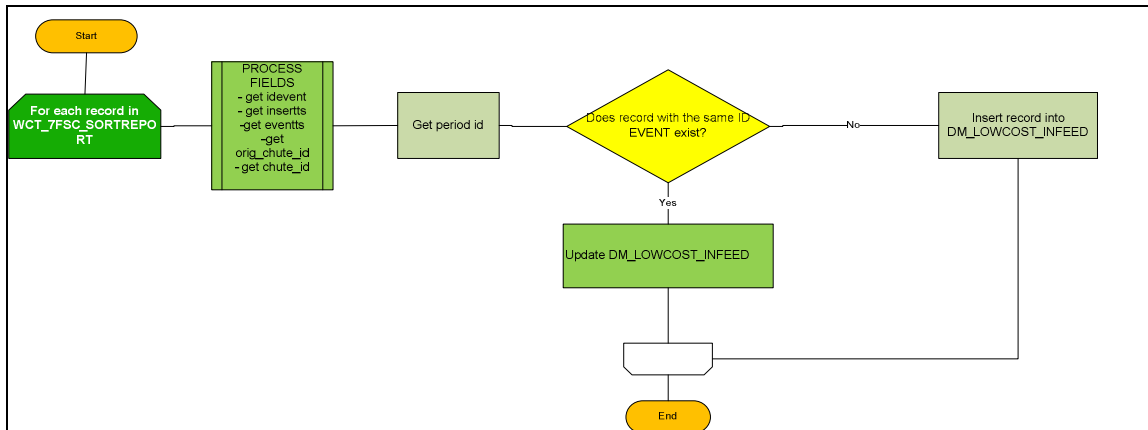 Start
For each record in
WCT_7FSC_SORTREPO
RT
PROCESS
FIELDS
- get idevent
- get insertts
-get eventts
-get
orig_chute_id
- get chute_id
Get period id
Does record with the same ID
EVENT exist?
No
Insert record into
DM_LOWCOST_INFEED
Yes
Update DM_LOWCOST_INFEED
End